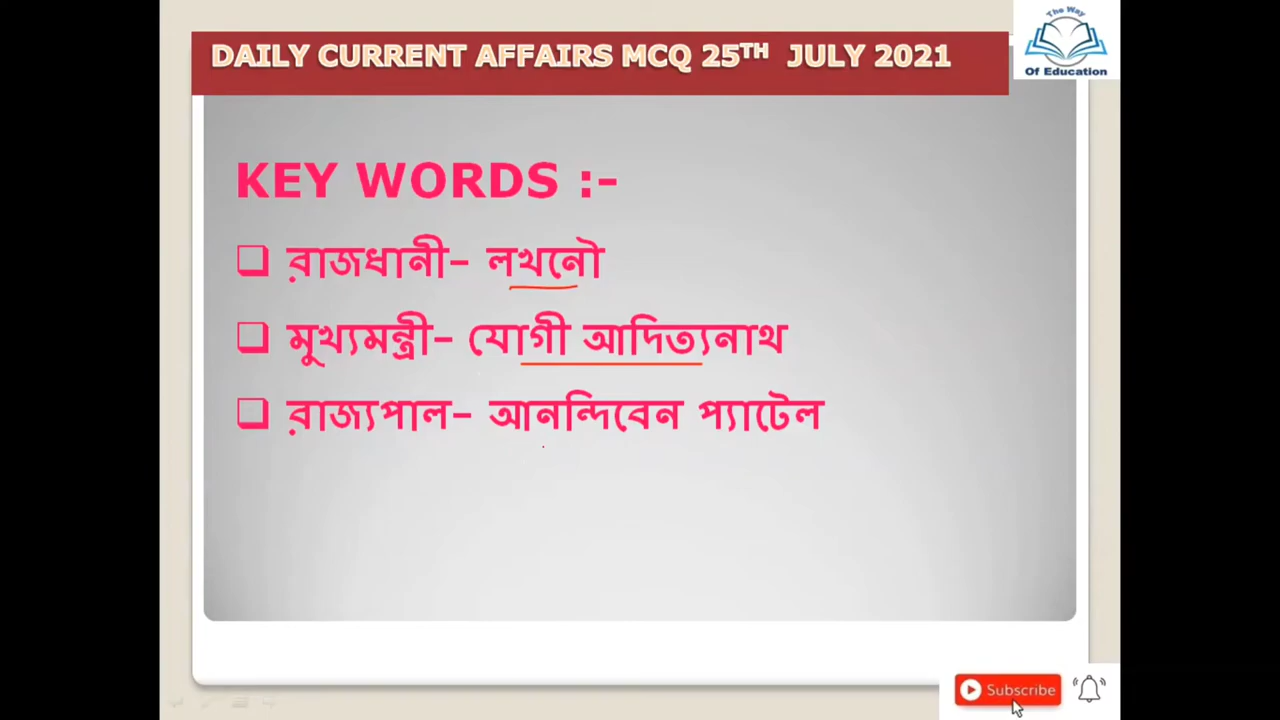 The Way
Of Education
DAILY CURRENT AFFAIRS MCQ 25TH JULY 2021
KEY WORDS :-
রাজধানী– লখনৌ
মুখ্যমন্ত্রী– যোগী আদিত্যনাথ
রাজ্যপাল– আনন্দিবেন প্যাটেল
Subscribe